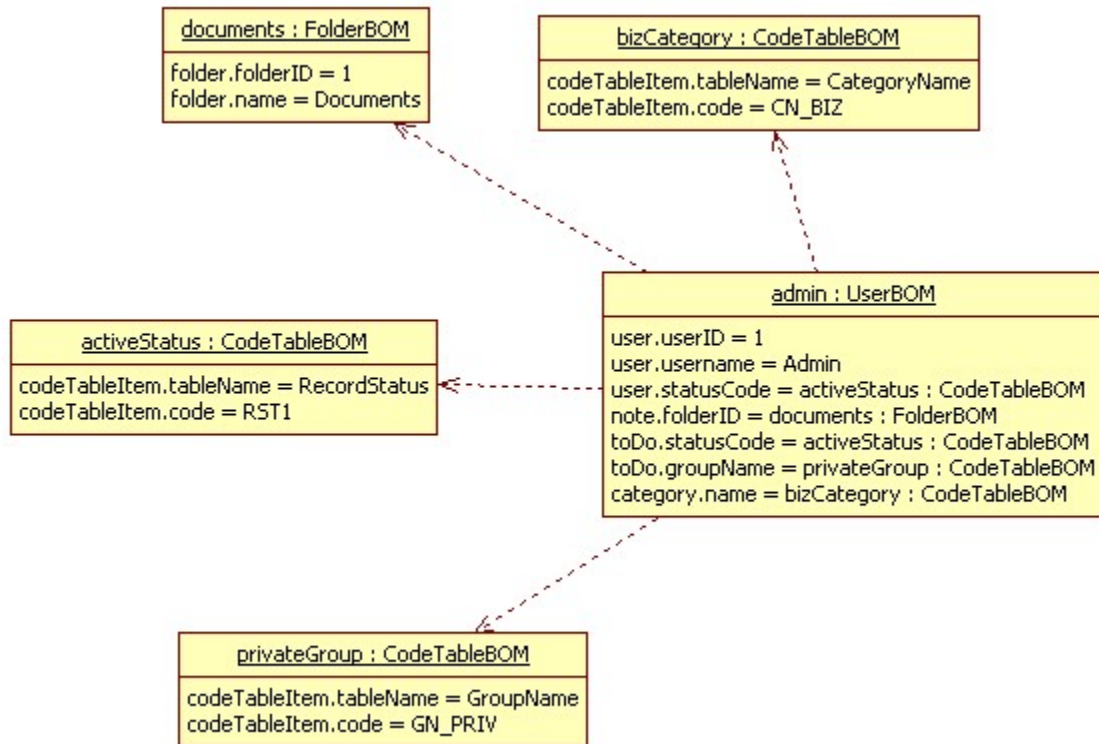 documents : FolderBOM
folder.folderID = 1
folder.name = Documents
bizCategory : CodeTableBOM
codeTableItem.tableName = CategoryName
codeTableItem.code = CN_BIZ
admin : UserBOM
user.userID = 1
user.username = Admin
user.statusCode = activeStatus : CodeTableBOM
note.folderID = documents : FolderBOM
toDo.statusCode = activeStatus : CodeTableBOM
toDo.groupName = privateGroup : CodeTableBOM
category.name = bizCategory : CodeTableBOM
activeStatus : CodeTableBOM
codeTableItem.tableName = RecordStatus
codeTableItem.code = RST1
privateGroup : CodeTableBOM
codeTableItem.tableName = GroupName
codeTableItem.code = GN_PRIV